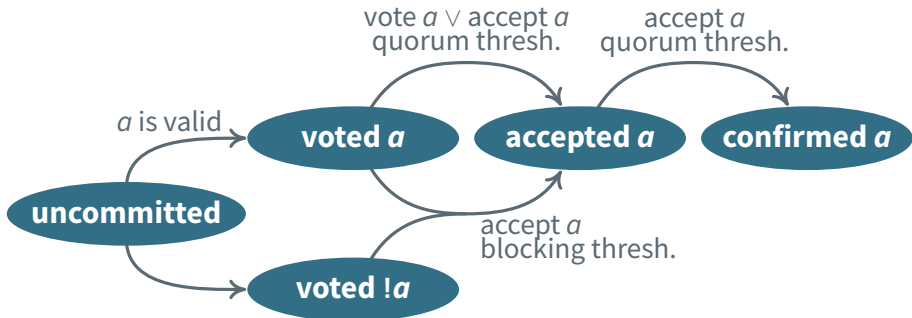 vote a ∨ accept a
quorum thresh.
accept a
quorum thresh.
a is valid
voted a
accepted a
confirmed a
uncommitted
accept a
blocking thresh.
voted !a